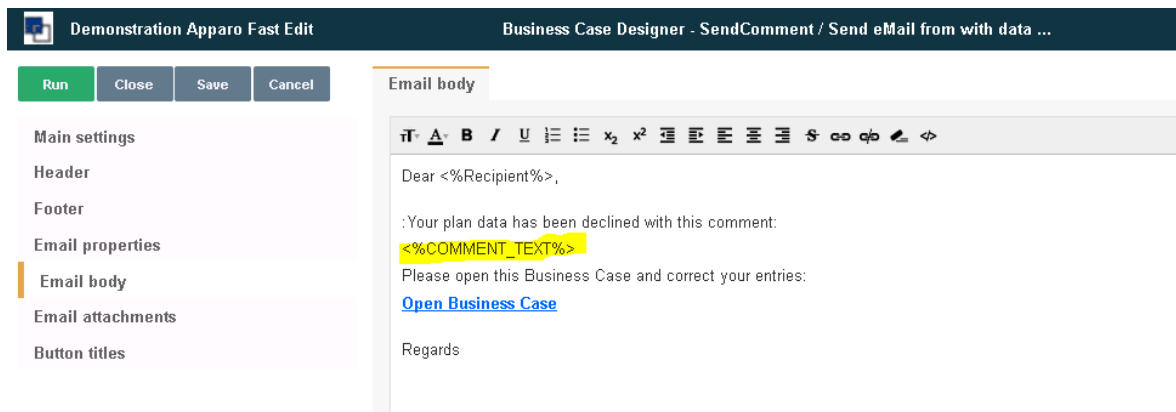 Demonstration Apparo Fast Edit
Business Case Designer - SendComment / Send eMail from with data ...
Run Close Save Cancel
Main settings
Header
Footer
Email properties
Email body
Email attachments
Button titles
Email body
Dear <%Recipient%>,
:Your plan data has been declined with this comment:
<%COMMENT_TEXT%>
Please open this Business Case and correct your entries:
Open Business Case
Regards